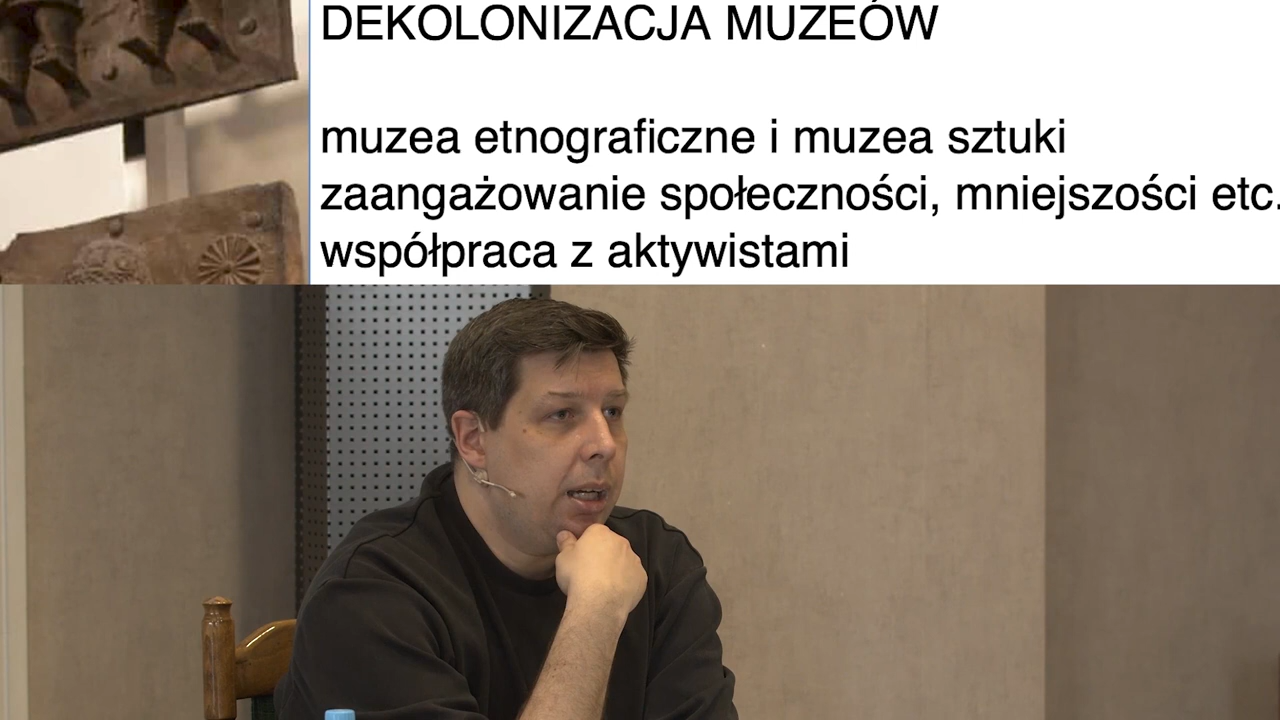 DEKOLONIZACJA MUZEÓW
muzea etnograficzne i muzea sztuki
zaangażowanie społeczności, mniejszości etc.
współpraca z aktywistami